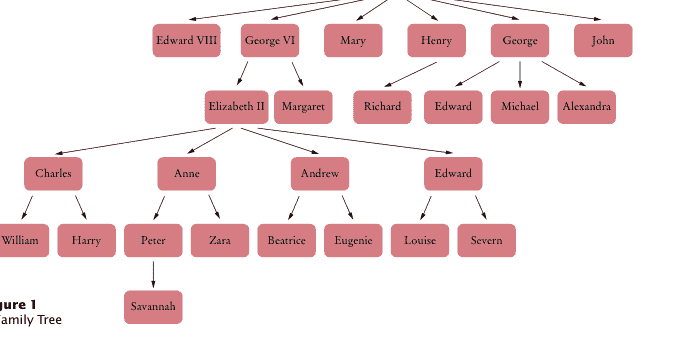 Edward VIII George VI Mary Henry George John
Elizabeth II Margaret Richard Edward Michael Alexandra
Charles Anne Andrew Edward
William Harry Peter Zara Beatrice Eugenie Louise Severn
Savannah
gure 1
amily Tree